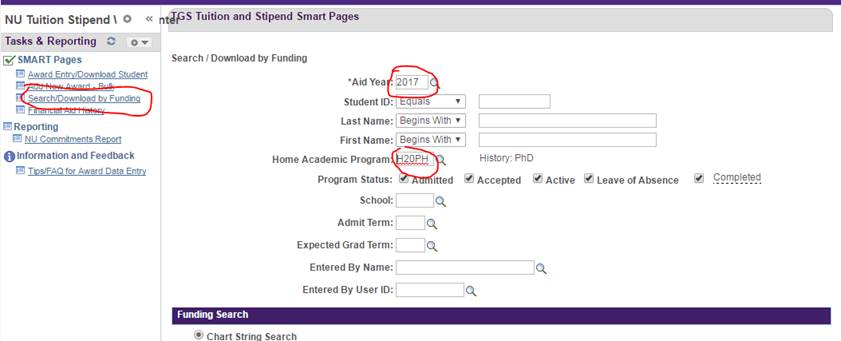 NU Tuition Stipend W nter
Tasks & Reporting
SMART Pages
Award Entry/Download Student
Add New Award - Bulk
Search/Download by Funding
Financial Aid History
Reporting
NU Commitments Report
Information and Feedback
Tips/FAQ for Award Data Entry
TGS Tuition and Stipend Smart Pages
Search / Download by Funding
*Aid Year: 2017
Student ID: Equals
Last Name: Begins With
First Name: Begins With
Home Academic Program: H20PH History: PhD
Program Status: Admitted Accepted Active Leave of Absence Completed
School:
Admit Term:
Expected Grad Term:
Entered By Name:
Entered By User ID:
Funding Search
Chart String Search